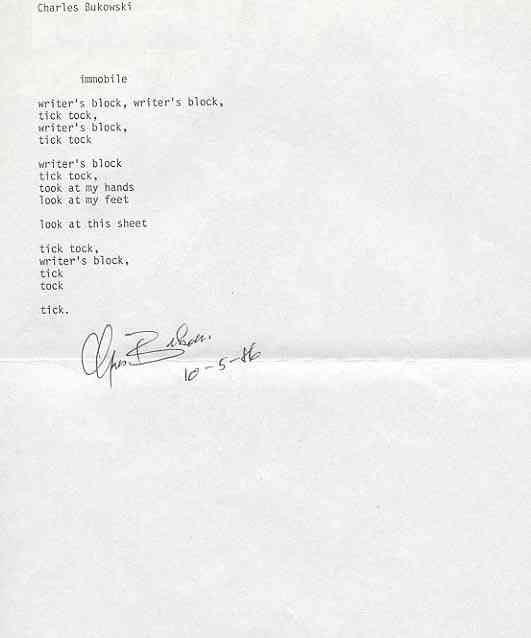 Charles Bukowski
immobile
writer's block, writer's block,
tick tock,
writer's block,
tick tock
writer's block
tick tock,
took at my hands
look at my feet
look at this sheet
tick tock,
writer's block,
tick
tock
tick.
10-5-86